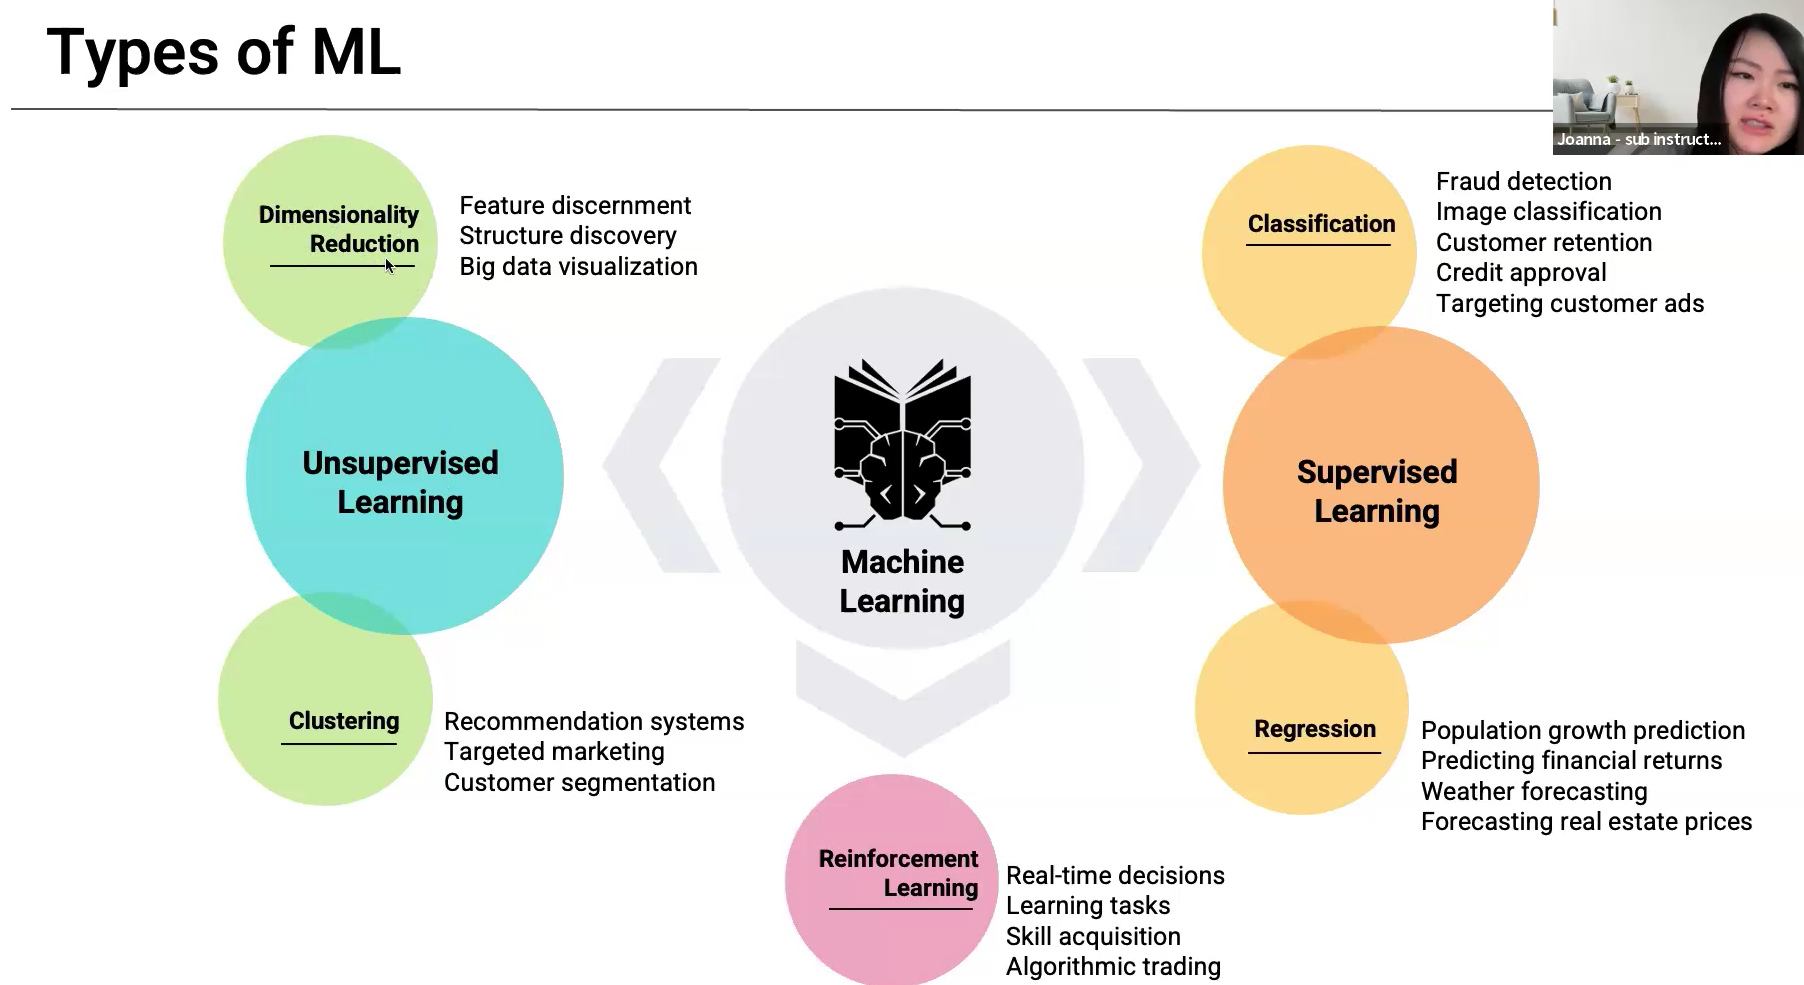 Types of ML
Joanna - sub instruct...
Dimensionality
Reduction
Feature discernment
Structure discovery
Big data visualization
Classification
Fraud detection
Image classification
Customer retention
Credit approval
Targeting customer ads
Unsupervised
Learning
Machine
Learning
Supervised
Learning
Clustering
Recommendation systems
Targeted marketing
Customer segmentation
Regression
Population growth prediction
Predicting financial returns
Weather forecasting
Forecasting real estate prices
Reinforcement
Learning
Real-time decisions
Learning tasks
Skill acquisition
Algorithmic trading